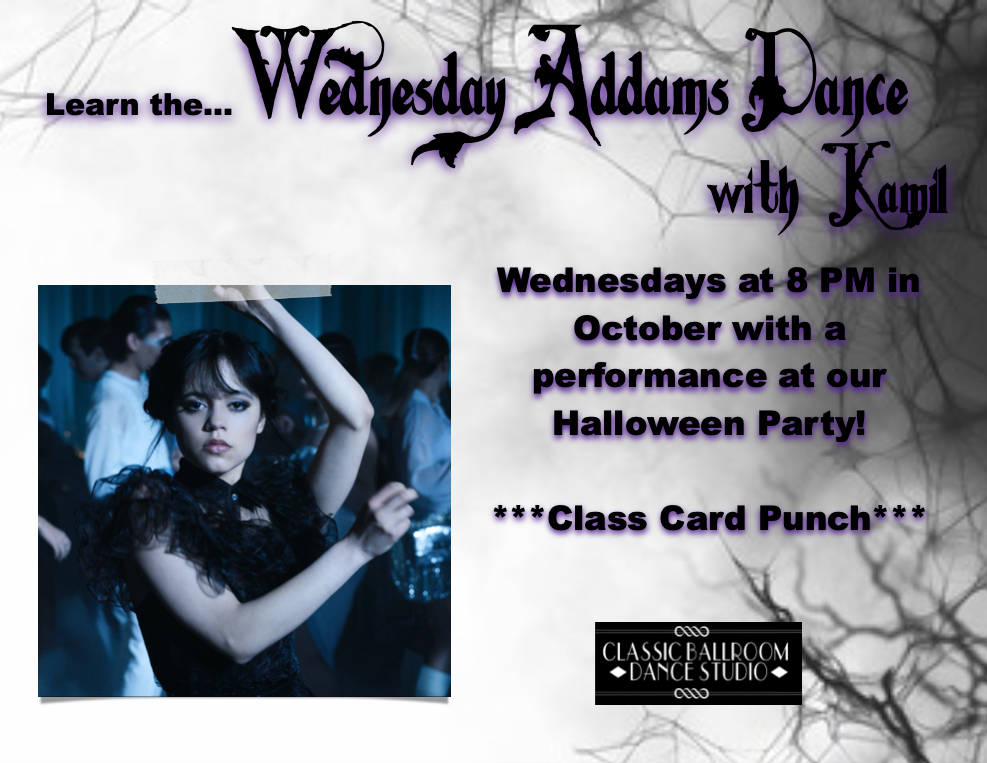 Learn the... Wednesday Addams Dance
with Kamil
Wednesdays at 8 PM in
October with a
performance at our
Halloween Party!
***Class Card Punch***
CLASSIC BALLROOM
DANCE STUDIO